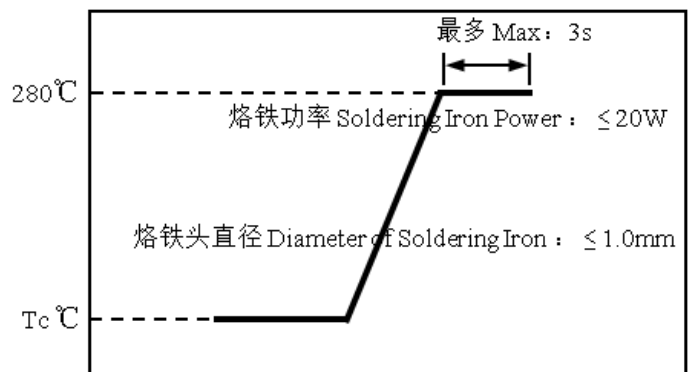 最多 Max：3s
280℃
烙铁功率 Soldering Iron Power：≤20W
烙铁头直径 Diameter of Soldering Iron：≤1.0mm
Tc ℃